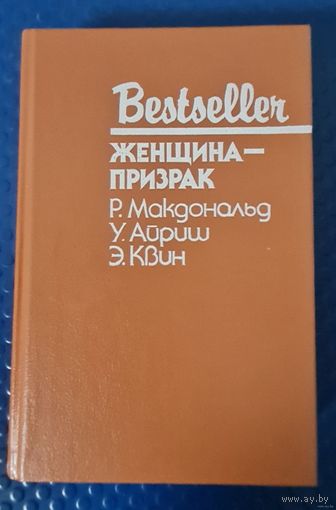 Bestseller
ЖЕНЩИНА—
ПРИЗРАК
Р. Макдональд
У. Айриш
Э. Квин
www.ay.by